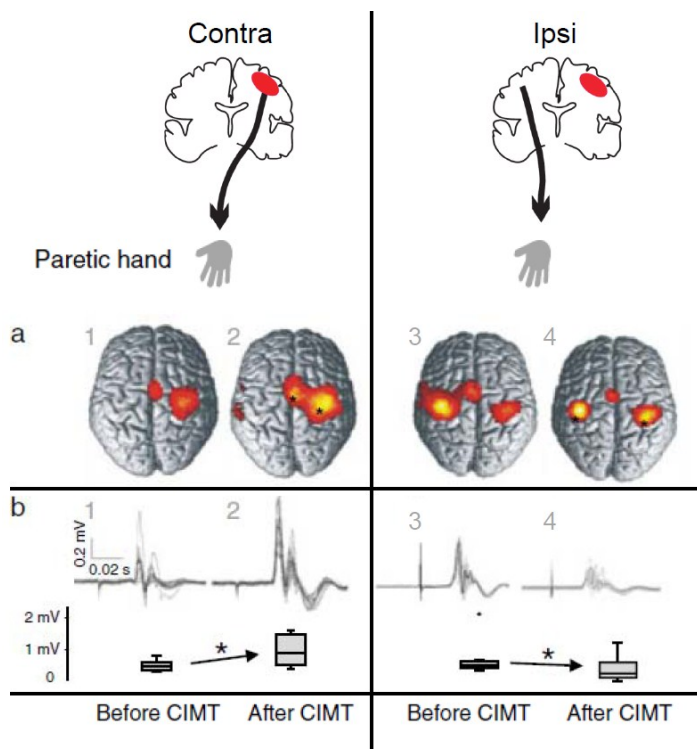 Contra
Ipsi
Paretic hand
a
1
2
3
4
b
1
2
3
4
0.2 mV
0.02 s
2 mV
1 mV
0
*
*
Before CIMT
After CIMT
Before CIMT
After CIMT